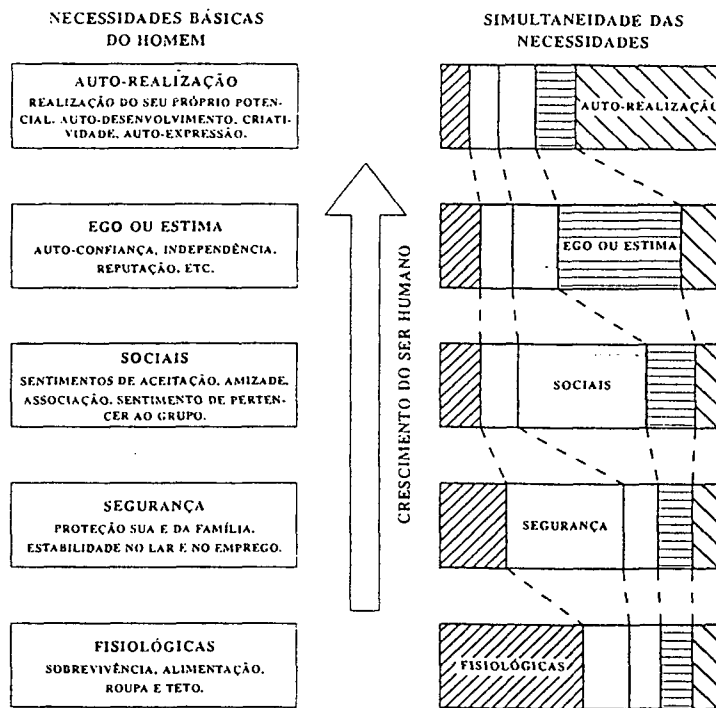 NECESSIDADES BÁSICAS
DO HOMEM
AUTO-REALIZAÇÃO
REALIZAÇÃO DO SEU PRÓPRIO POTEN-
CIAL, AUTO-DESENVOLVIMENTO, CRIATI-
VIDADE, AUTO-EXPRESSÃO.
EGO OU ESTIMA
AUTO-CONFIANÇA, INDEPENDÊNCIA.
REPUTAÇÃO, ETC.
SOCIAIS
SENTIMENTOS DE ACEITAÇÃO, AMIZADE,
ASSOCIAÇÃO, SENTIMENTO DE PERTEN-
CER AO GRUPO.
SEGURANÇA
PROTEÇÃO SUA E DA FAMÍLIA.
ESTABILIDADE NO LAR E NO EMPREGO.
FISIOLÓGICAS
SOBREVIVÊNCIA, ALIMENTAÇÃO,
ROUPA E TETO.
CRESCIMENTO DO SER HUMANO
SIMULTANEIDADE DAS
NECESSIDADES
AUTO-REALIZAÇÃO
EGO OU ESTIMA
SOCIAIS
SEGURANÇA
FISIOLÓGICAS